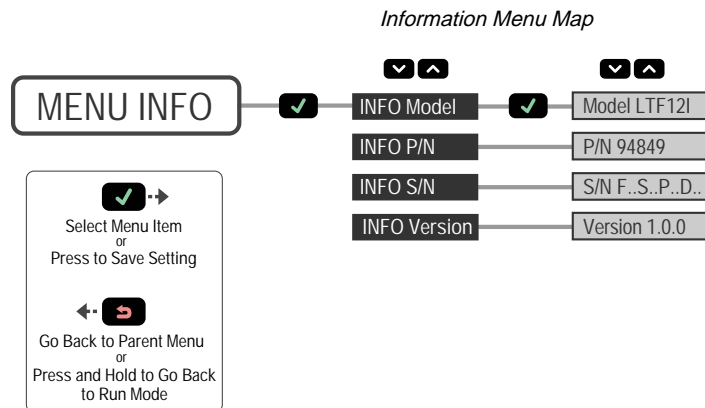 Information Menu Map
MENU INFO
INFO Model
Model LTF12I
INFO P/N
P/N 94849
INFO S/N
S/N F..S..P..D..
INFO Version
Version 1.0.0
Select Menu Item
or
Press to Save Setting
Go Back to Parent Menu
or
Press and Hold to Go Back
to Run Mode